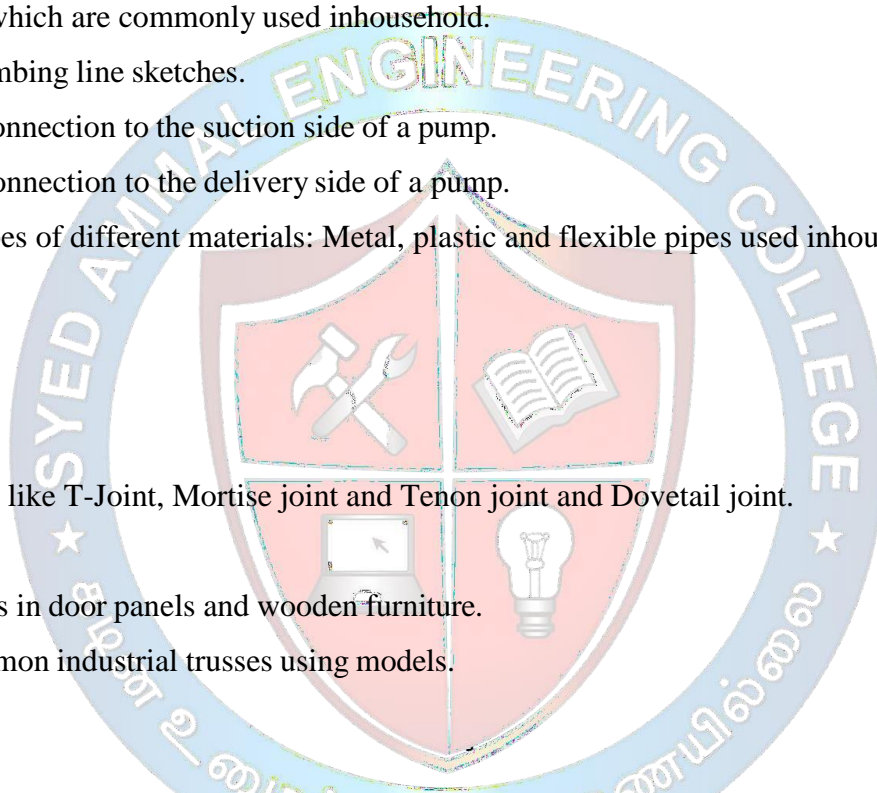 which are commonly used inhousehold.
mbing line sketches.
onnection to the suction side of a pump.
onnection to the delivery side of a pump.
es of different materials: Metal, plastic and flexible pipes used inhou
like T-Joint, Mortise joint and Tenon joint and Dovetail joint.
s in door panels and wooden furniture.
mon industrial trusses using models.
SYED AMMAL ENGINEERING COLLEGE